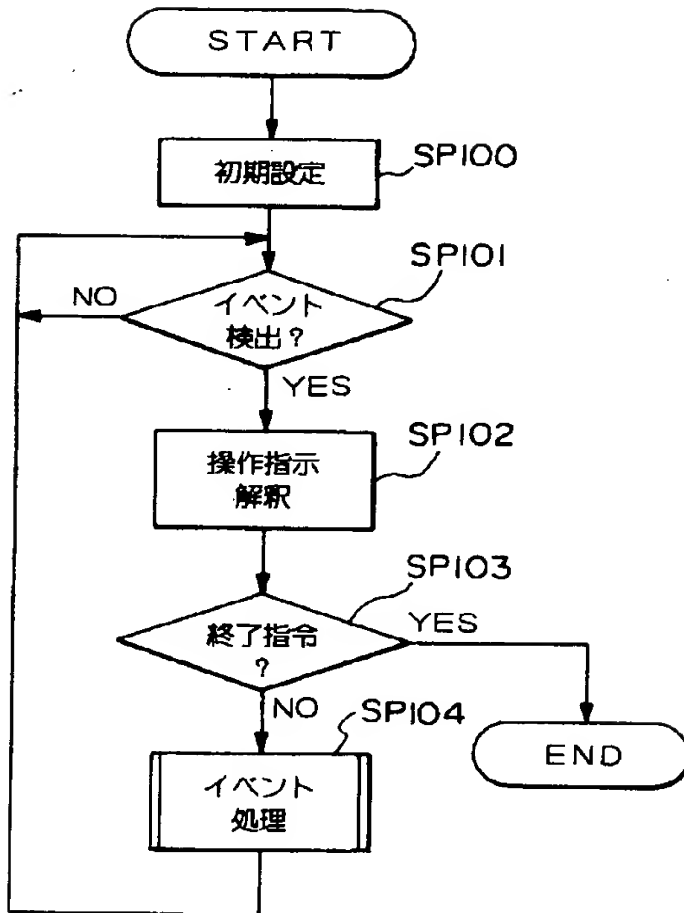 START
初期設定
SP100
イベント
検出？
SP101
NO
YES
操作指示
解釈
SP102
終了指令
？
SP103
YES
NO
イベント
処理
SP104
END